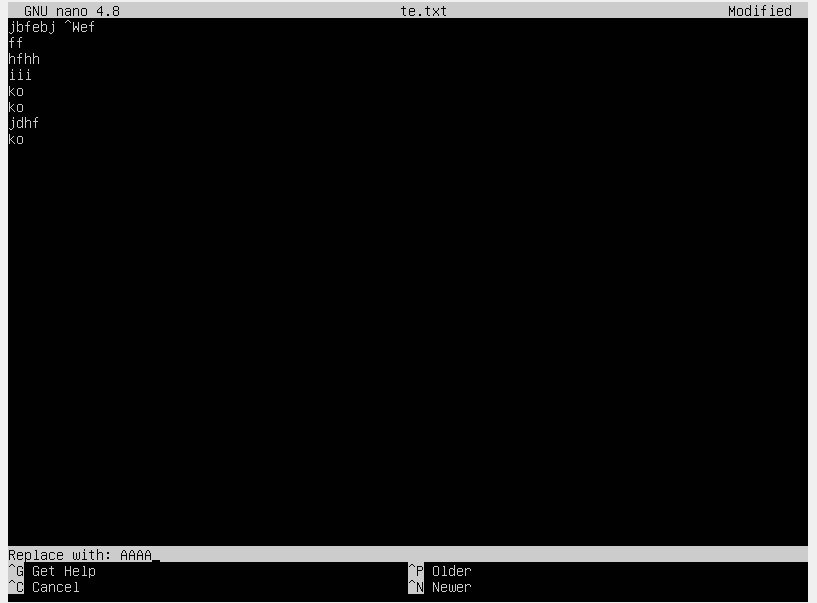 GNU nano 4.8 te.txt Modified
jbfebj ^Wef
ff
hfhh
iii
ko
ko
jdhf
ko
Replace with: AAAA_
^G Get Help ^P Older
^C Cancel ^N Newer